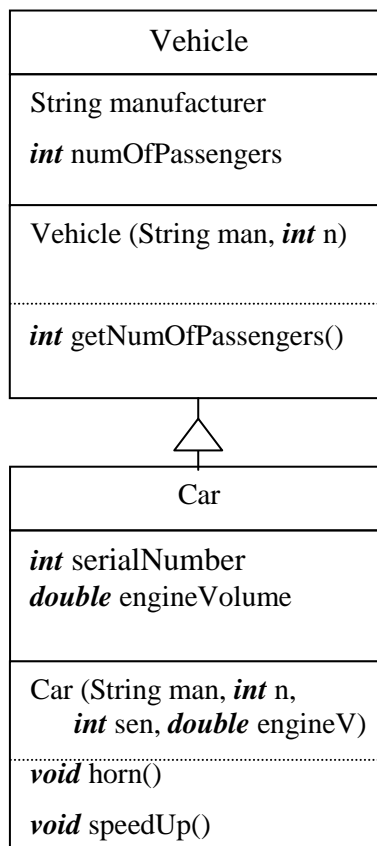 Vehicle
String manufacturer
int numOfPassengers
Vehicle (String man, int n)
int getNumOfPassengers()
Car
int serialNumber
double engineVolume
Car (String man, int n,
int sen, double engineV)
void horn()
void speedUp()